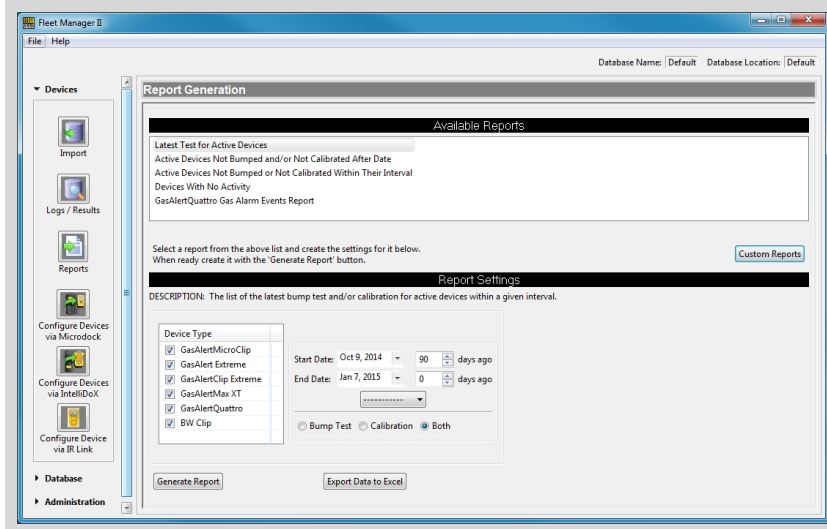 Fleet Manager II
File Help
Database Name: Default Database Location: Default
Devices
Import
Logs / Results
Reports
Configure Devices
via Microdock
Configure Devices
via IntelliDoX
Configure Device
via IR Link
Database
Administration
Report Generation
Available Reports
Latest Test for Active Devices
Active Devices Not Bumped and/or Not Calibrated After Date
Active Devices Not Bumped or Not Calibrated Within Their Interval
Devices With No Activity
GasAlertQuattro Gas Alarm Events Report
Select a report from the above list and create the settings for it below.
When ready create it with the 'Generate Report' button.
Custom Reports
Report Settings
DESCRIPTION: The list of the latest bump test and/or calibration for active devices within a given interval.
Device Type
GasAlertMicroClip
GasAlert Extreme
GasAlertClip Extreme
GasAlertMax XT
GasAlertQuattro
BW Clip
Start Date: Oct 9, 2014 90 days ago
End Date: Jan 7, 2015 0 days ago
-----------
Bump Test Calibration Both
Generate Report
Export Data to Excel